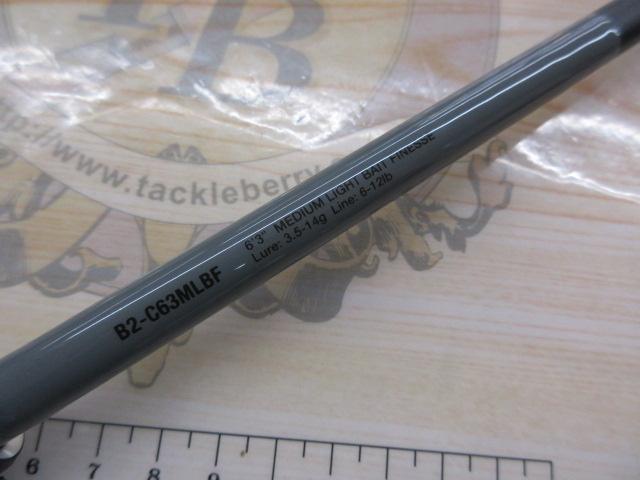 B
http://www.tackleberry.
6'3" MEDIUM LIGHT BAIT FINESSE
Lure: 3.5-14g Line: 6-12lb
B2-C63MLBF
6 7 8 9